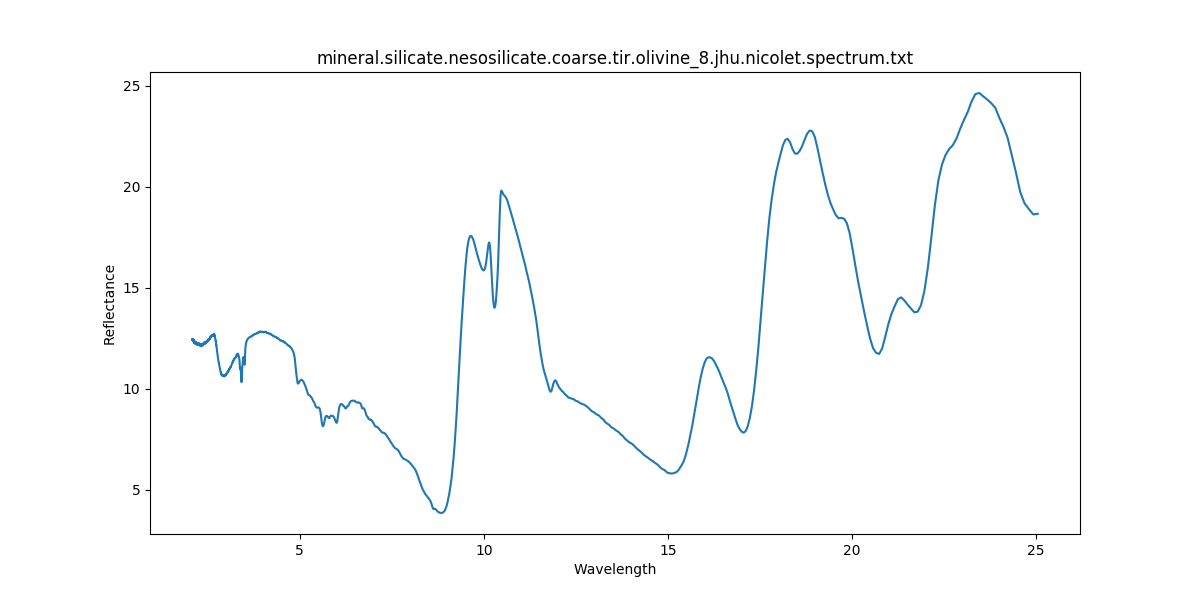 mineral.silicate.nesosilicate.coarse.tir.olivine_8.jhu.nicolet.spectrum.txt
25
20
15
10
5
Reflectance
5 10 15 20 25
Wavelength